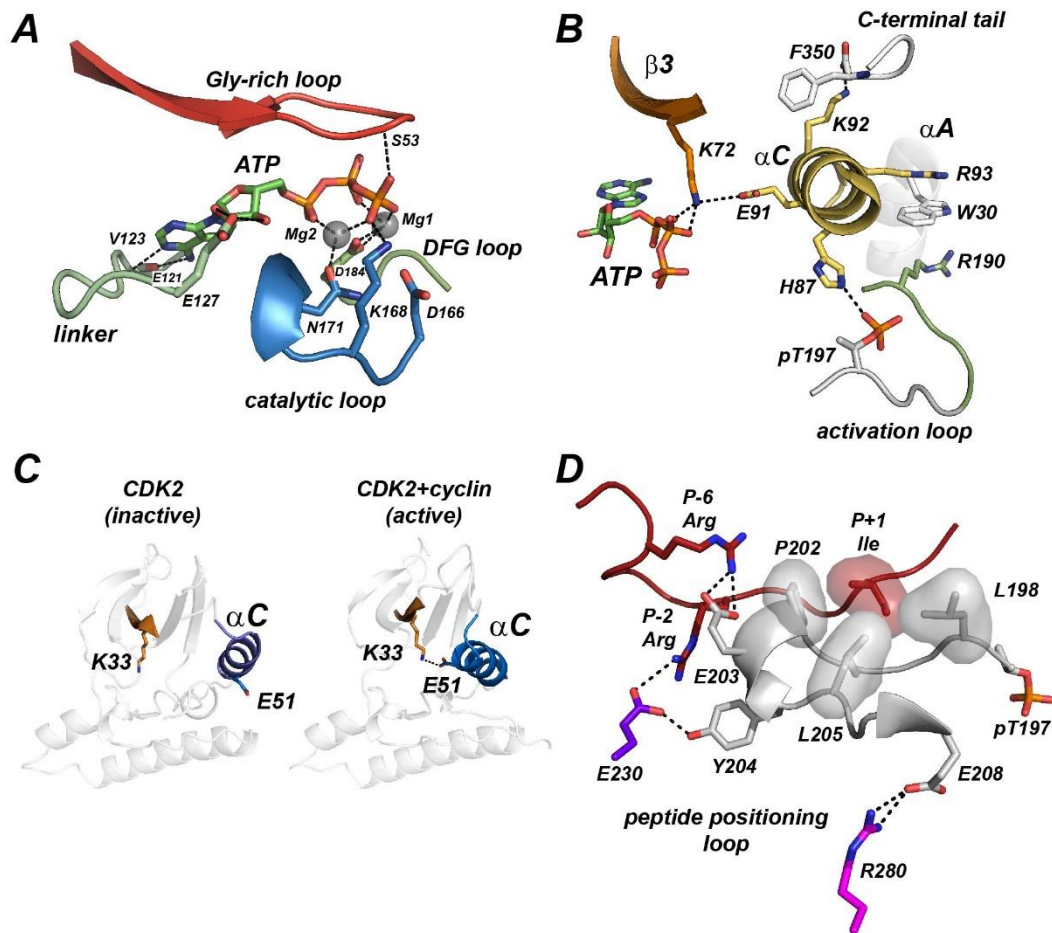 A
Gly-rich loop
S53
ATP
Mg1
Mg2
V123
DFG loop
E121
D184
E127
linker
N171
K168
D166
catalytic loop
B
C-terminal tail
F350
β3
K92
αA
K72
αC
R93
E91
W30
ATP
H87
R190
pT197
activation loop
C
CDK2
(inactive)
K33
αC
E51
CDK2+cyclin
(active)
K33
αC
E51
D
P-6
Arg
P+1
Ile
P202
L198
P-2
Arg
E203
L205
pT197
E230
Y204
E208
peptide positioning
loop
R280